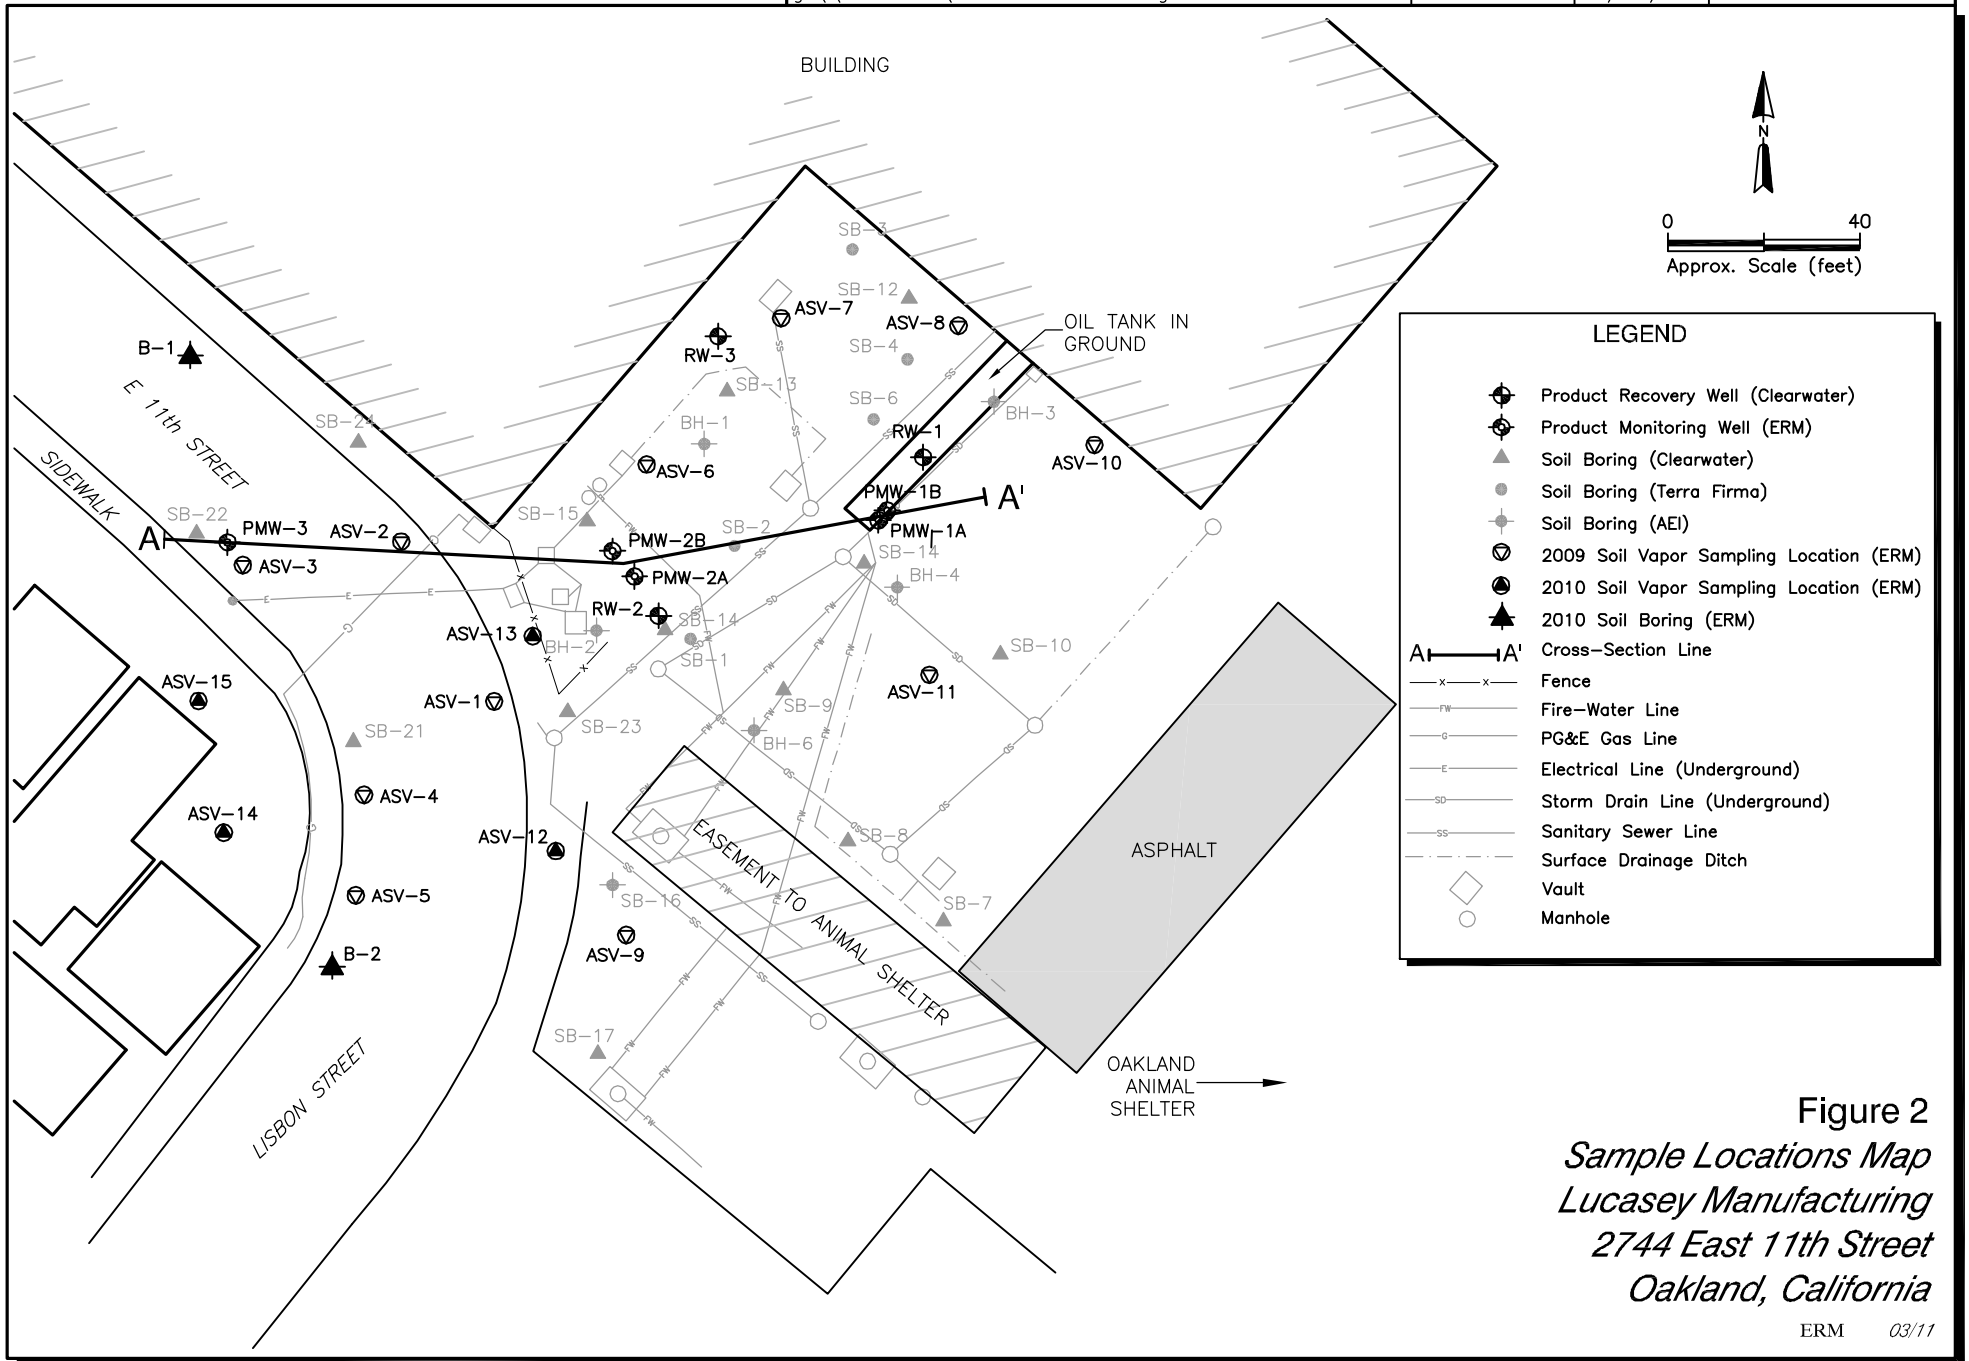 BUILDING
N
0 40
Approx. Scale (feet)
SB-3
SB-12
ASV-7
ASV-8
OIL TANK IN
GROUND
RW-3
SB-4
B-1
SB-13
SB-6
BH-3
E 11th STREET
SB-24
BH-1
RW-1
ASV-6
ASV-10
SIDEWALK
PMW-1B
A'
SB-22
PMW-3
ASV-2
SB-15
SB-2
PMW-1A
A
PMW-2B
ASV-3
SB-14
PMW-2A
BH-4
RW-2
SB-14
ASV-13
BH-2
SB-1
SB-10
ASV-15
ASV-1
ASV-11
SB-9
SB-23
SB-21
BH-6
ASV-4
ASV-14
ASV-12
SB-8
EASEMENT TO ANIMAL SHELTER
ASPHALT
ASV-5
SB-16
SB-7
B-2
ASV-9
SB-17
LISBON STREET
OAKLAND
ANIMAL
SHELTER
SS
SD
FW
G
E
LEGEND
Product Recovery Well (Clearwater)
Product Monitoring Well (ERM)
Soil Boring (Clearwater)
Soil Boring (Terra Firma)
Soil Boring (AEI)
2009 Soil Vapor Sampling Location (ERM)
2010 Soil Vapor Sampling Location (ERM)
2010 Soil Boring (ERM)
A A' Cross-Section Line
x x Fence
FW Fire-Water Line
G PG&E Gas Line
E Electrical Line (Underground)
SD Storm Drain Line (Underground)
SS Sanitary Sewer Line
Surface Drainage Ditch
Vault
Manhole
Figure 2
Sample Locations Map
Lucasey Manufacturing
2744 East 11th Street
Oakland, California
ERM 03/11